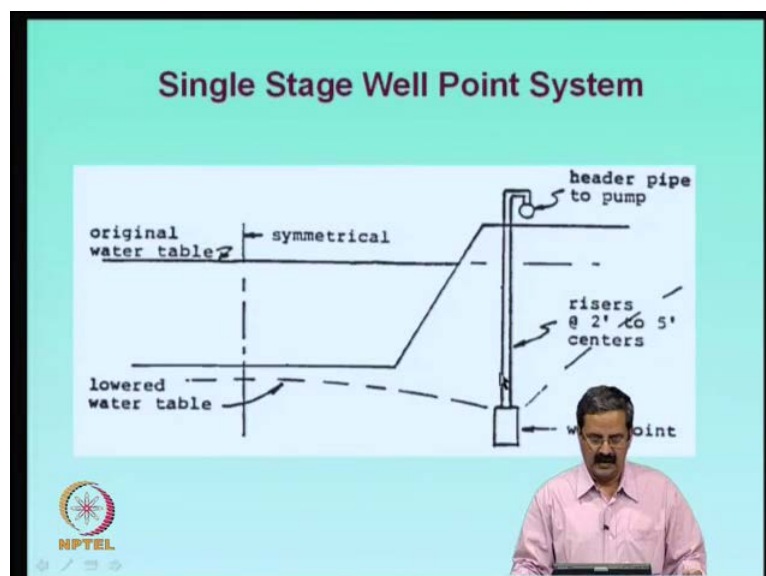 Single Stage Well Point System
header pipe
to pump
original
water table
symmetrical
risers
@ 2' to 5'
centers
lowered
water table
NPTEL